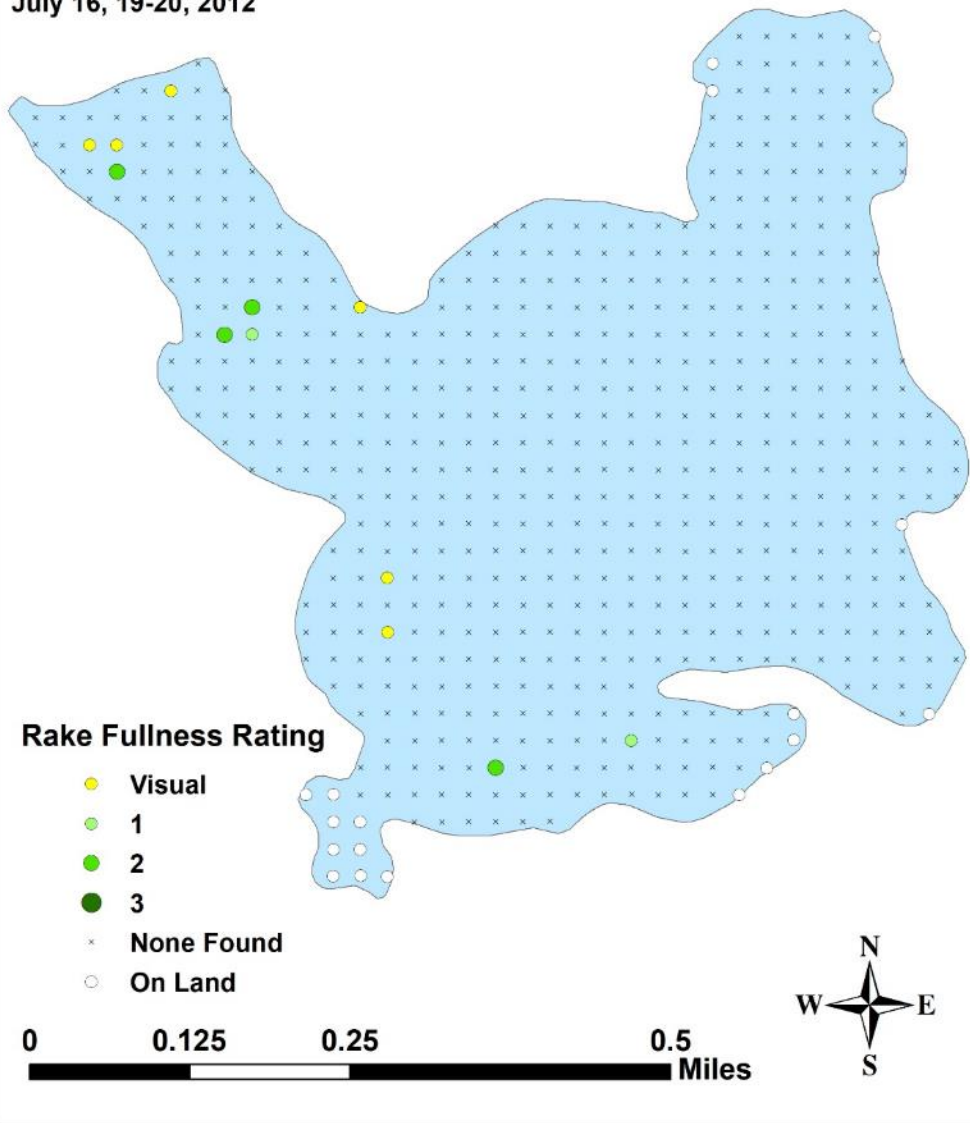 July 16, 19-20, 2012
Rake Fullness Rating
Visual
1
2
3
None Found
On Land
N
W E
S
0 0.125 0.25 0.5
Miles